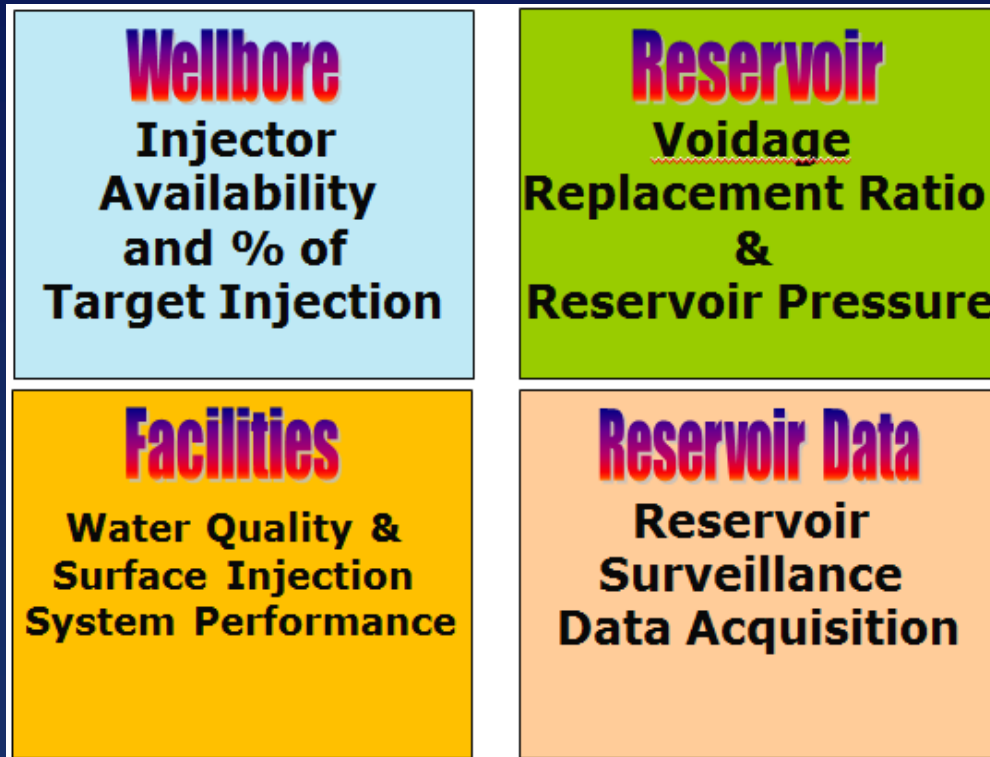 Wellbore
Injector
Availability
and % of
Target Injection
Reservoir
Voidage
Replacement Ratio
&
Reservoir Pressure
Facilities
Water Quality &
Surface Injection
System Performance
Reservoir Data
Reservoir
Surveillance
Data Acquisition